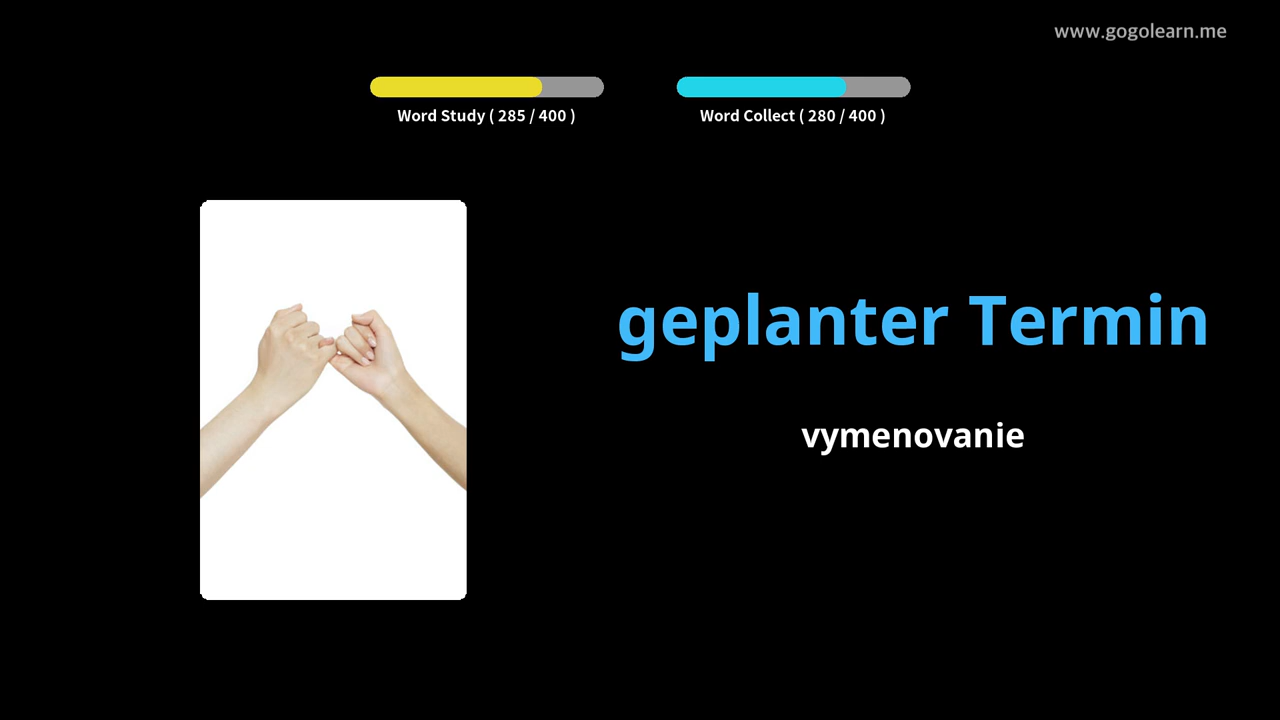 www.gogolearn.me
Word Study ( 285 / 400 )
Word Collect ( 280 / 400 )
geplanter Termin
vymenovanie